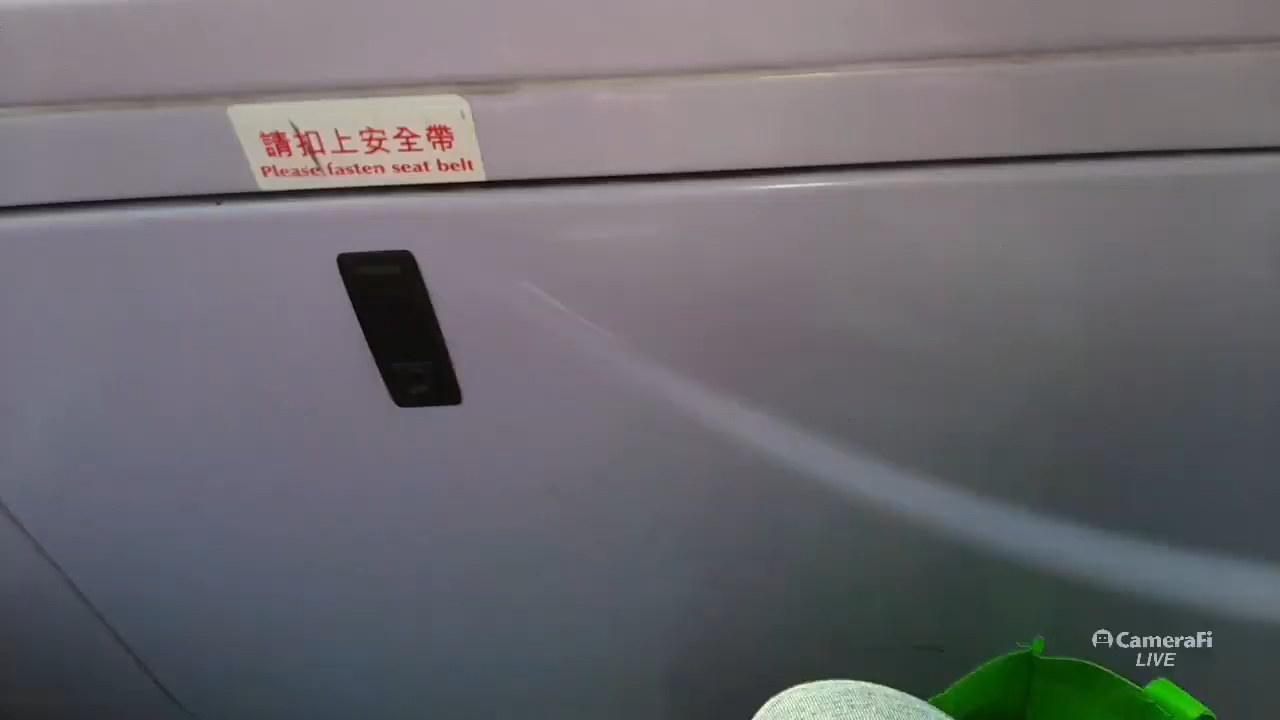 請扣上安全帶
Please fasten seat belt
CameraFi
LIVE